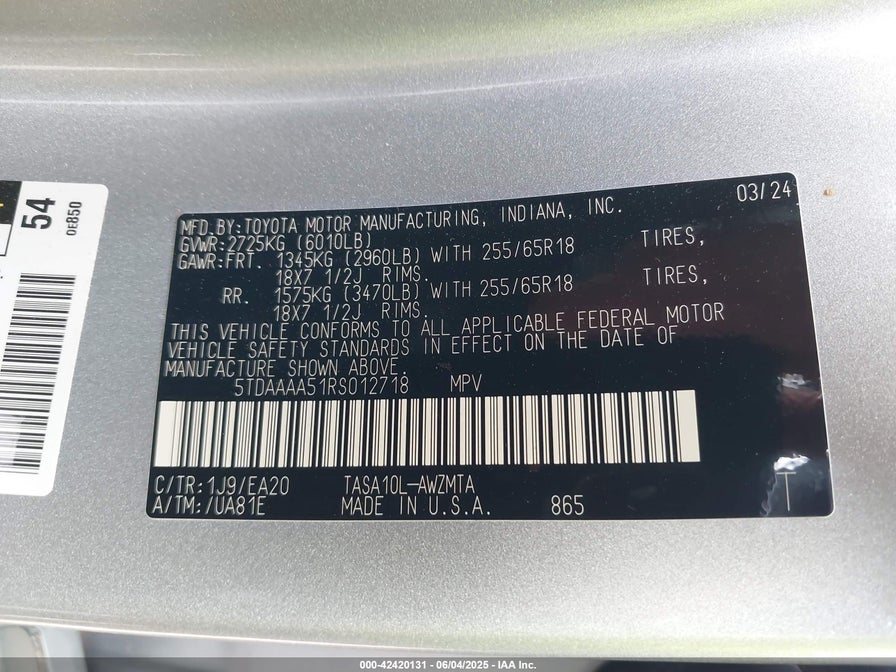 54
0E850
03/24
MFD.BY:TOYOTA MOTOR MANUFACTURING, INDIANA, INC.
GVWR:2725KG (6010LB)
GAWR:FRT. 1345KG (2960LB) WITH 255/65R18 TIRES,
18X7 1/2J RIMS.
RR. 1575KG (3470LB) WITH 255/65R18 TIRES,
18X7 1/2J RIMS.
THIS VEHICLE CONFORMS TO ALL APPLICABLE FEDERAL MOTOR
VEHICLE SAFETY STANDARDS IN EFFECT ON THE DATE OF
MANUFACTURE SHOWN ABOVE.
5TDAAAA51RS012718 MPV
C/TR:1J9/EA20 TASA10L-AWZMTA
A/TM:/UA81E MADE IN U.S.A. 865
T
000-42420131 - 06/04/2025 - IAA Inc.